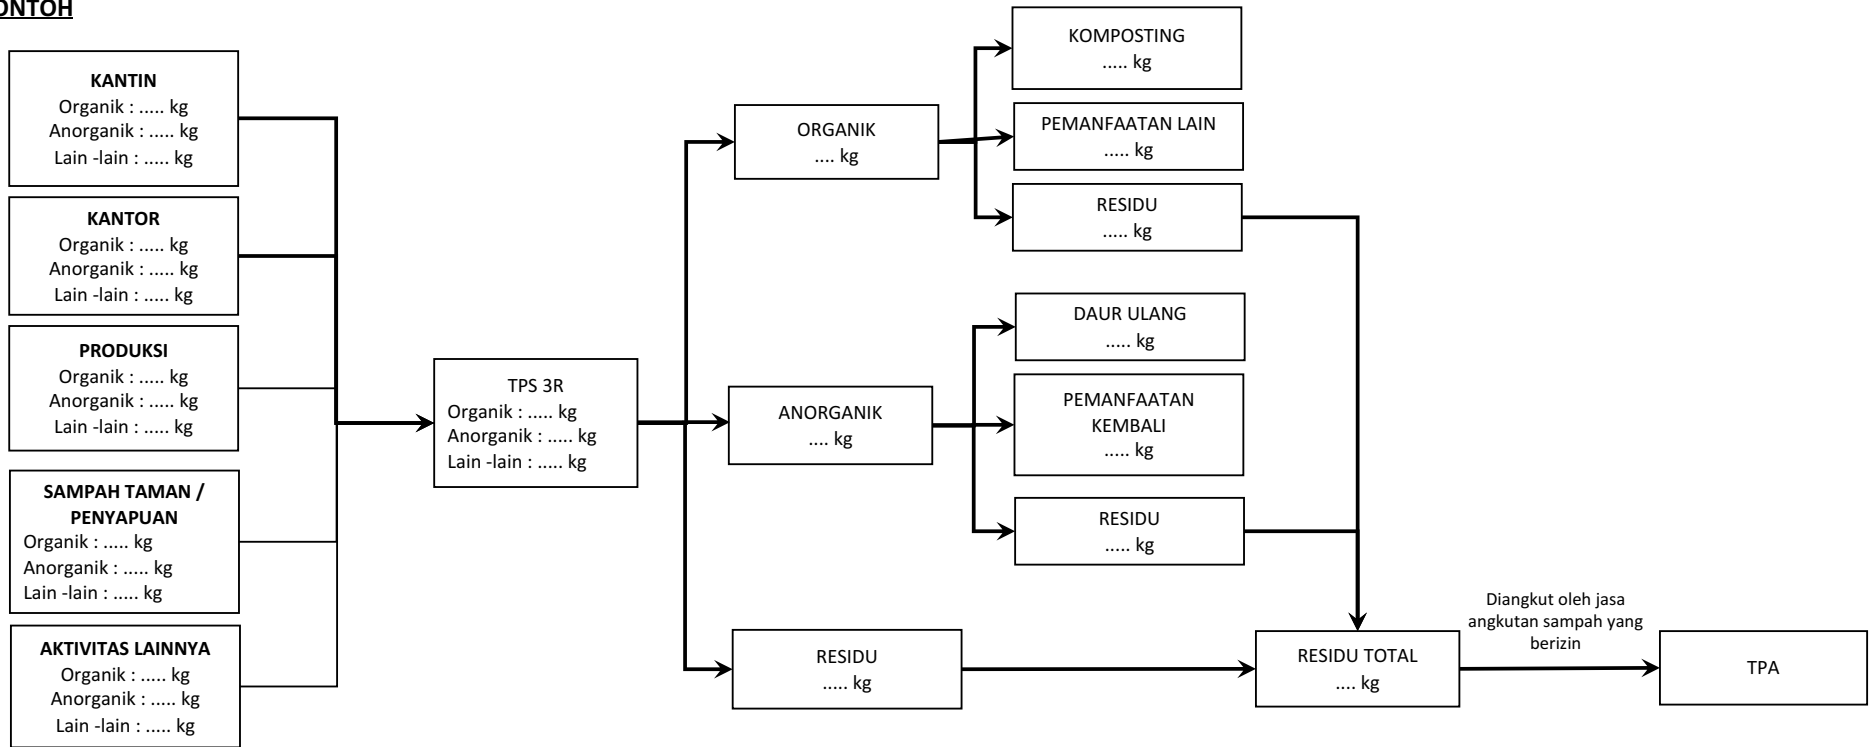 ONTOH
KANTIN
Organik : ..... kg
Anorganik : ..... kg
Lain -lain : ..... kg
KANTOR
Organik : ..... kg
Anorganik : ..... kg
Lain -lain : ..... kg
PRODUKSI
Organik : ..... kg
Anorganik : ..... kg
Lain -lain : ..... kg
SAMPAH TAMAN /
PENYAPUAN
Organik : ..... kg
Anorganik : ..... kg
Lain -lain : ..... kg
AKTIVITAS LAINNYA
Organik : ..... kg
Anorganik : ..... kg
Lain -lain : ..... kg
TPS 3R
Organik : ..... kg
Anorganik : ..... kg
Lain -lain : ..... kg
ORGANIK
.... kg
ANORGANIK
.... kg
RESIDU
..... kg
KOMPOSTING
..... kg
PEMANFAATAN LAIN
..... kg
RESIDU
..... kg
DAUR ULANG
..... kg
PEMANFAATAN
KEMBALI
..... kg
RESIDU
..... kg
RESIDU TOTAL
.... kg
Diangkut oleh jasa
angkutan sampah yang
berizin
TPA